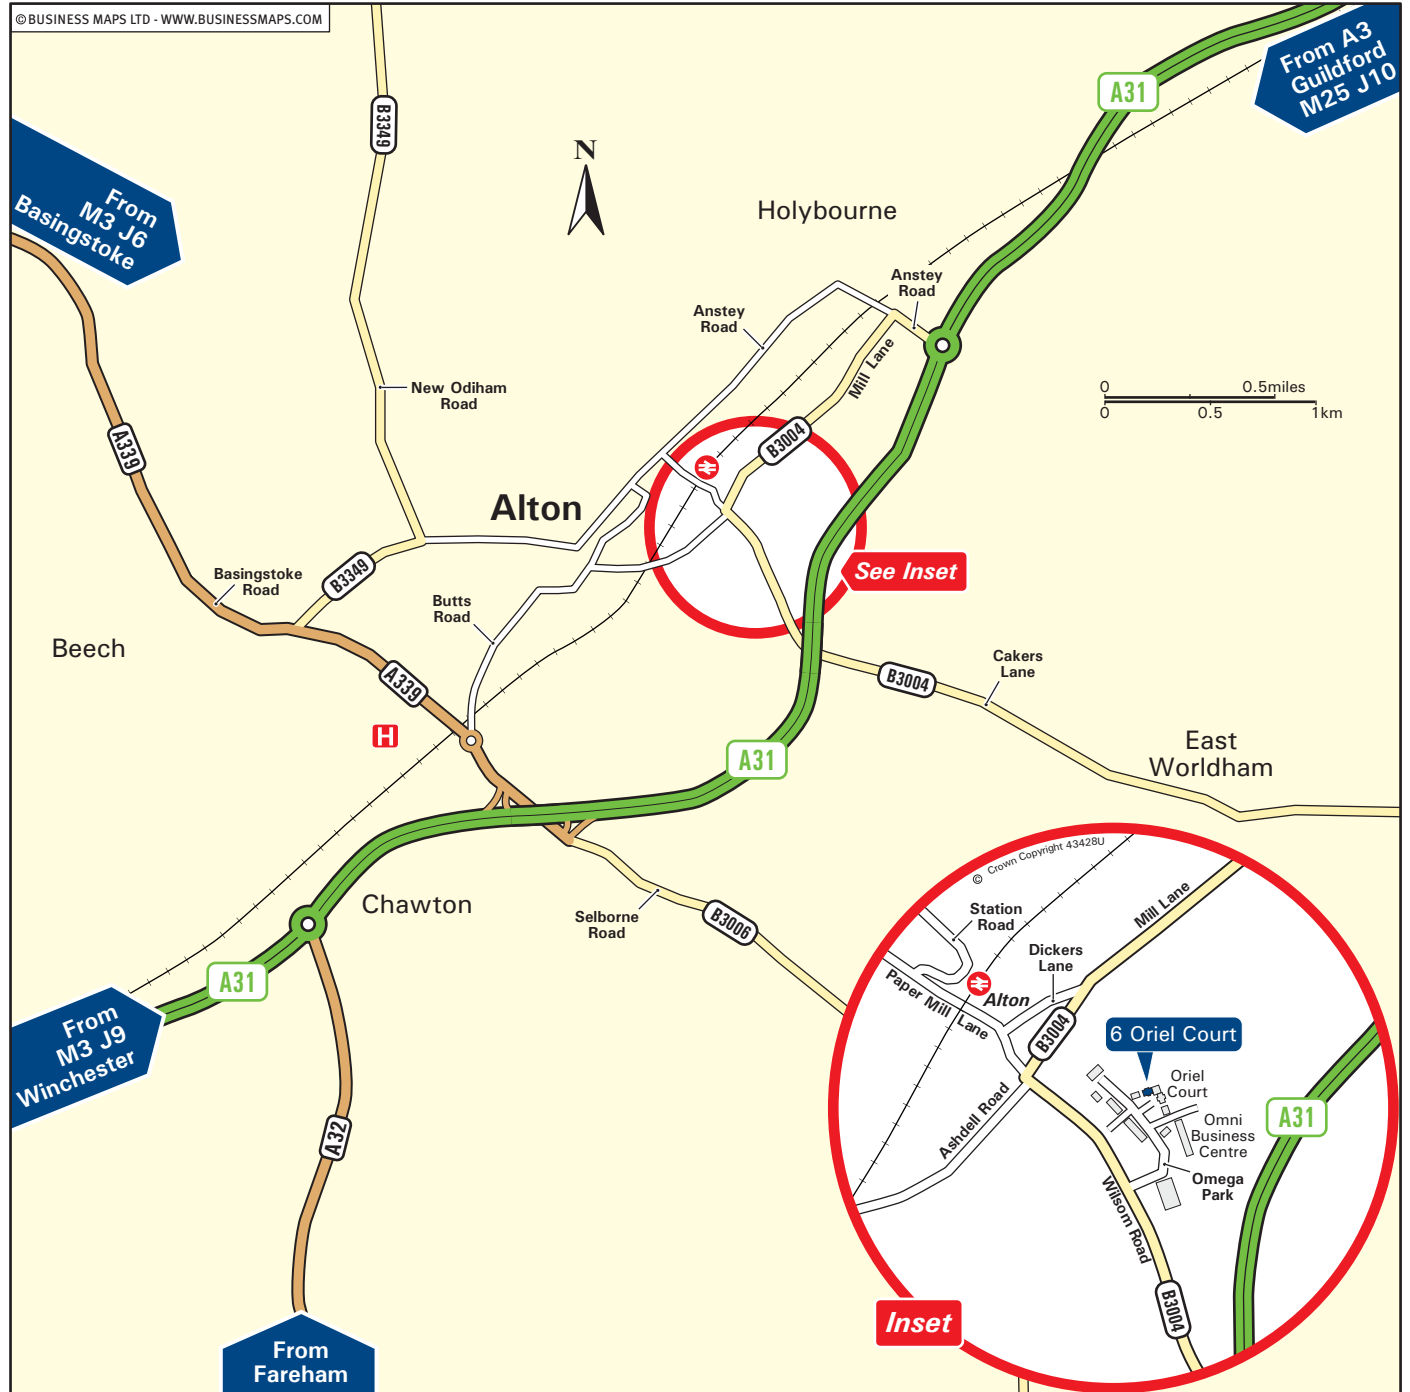 © BUSINESS MAPS LTD - WWW.BUSINESSMAPS.COM
From A3
Guildford
M25 J10
A31
B3349
N
From
M3 J6
Basingstoke
Holybourne
Anstey
Road
Anstey
Road
Mill Lane
0 0.5miles
0 0.5 1km
New Odiham
Road
A339
B3004
Alton
See Inset
Basingstoke
Road
B3349
Butts
Road
Beech
A339
Cakers
Lane
B3004
H
East
Worldham
A31
Chawton
Selborne
Road
B3006
A31
From
M3 J9
Winchester
A32
From
Fareham
© Crown Copyright 43428U
Station
Road
Mill Lane
Dickers
Lane
Paper Mill Lane
Alton
B3004
6 Oriel Court
Oriel
Court
Ashdell Road
Omni
Business
Centre
A31
Omega
Park
Wilsom Road
B3004
Inset